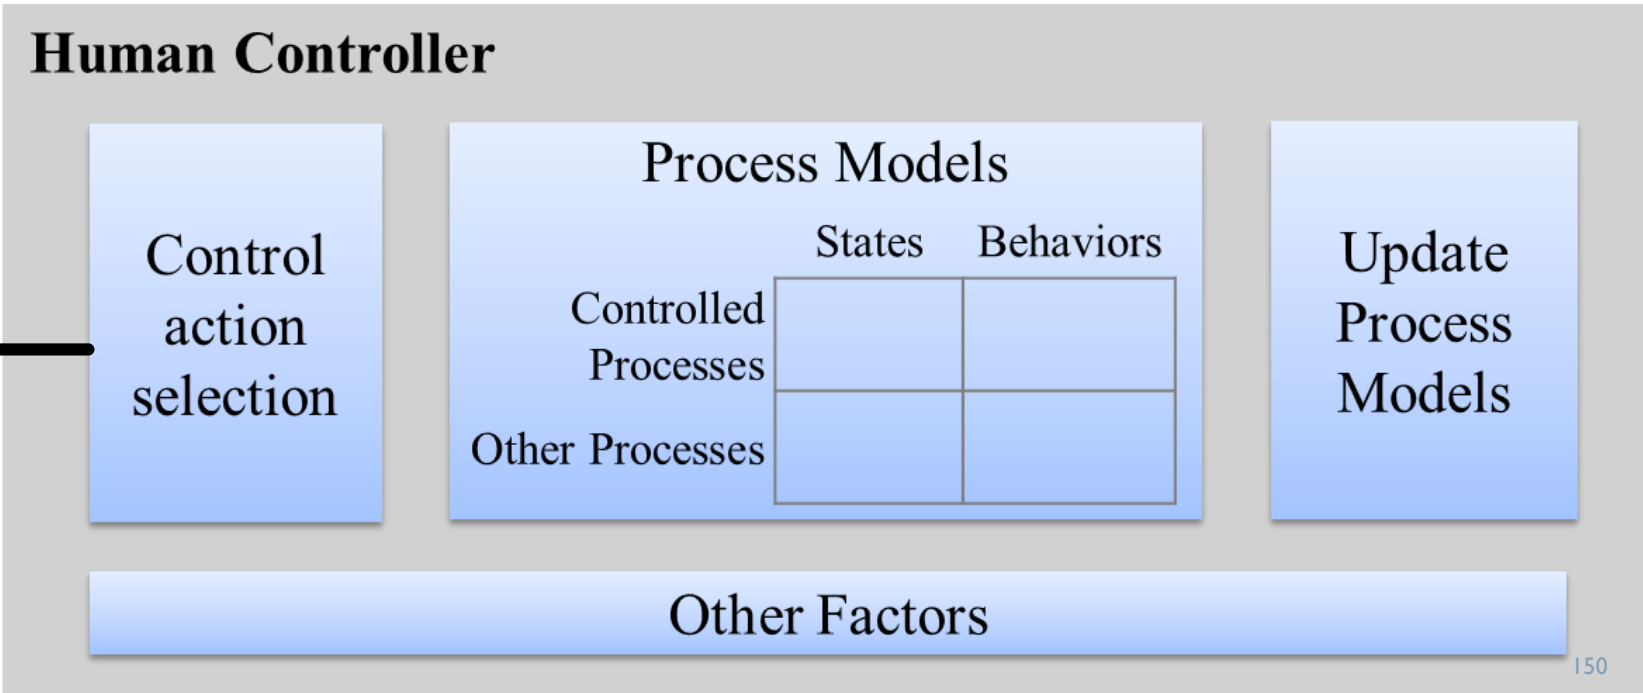 Human Controller
Control
action
selection
Process Models
States Behaviors
Controlled
Processes
Other Processes
Update
Process
Models
Other Factors
150